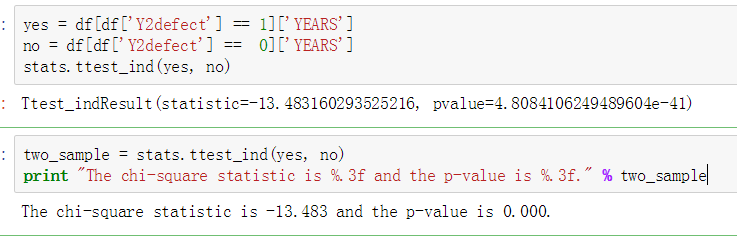 : yes = df[df['Y2defect'] == 1]['YEARS']
no = df[df['Y2defect'] ==  0]['YEARS']
stats.ttest_ind(yes, no)
: Ttest_indResult(statistic=-13.483160293525216, pvalue=4.8084106249489604e-41)
: two_sample = stats.ttest_ind(yes, no)
print "The chi-square statistic is %.3f and the p-value is %.3f." % two_sample
The chi-square statistic is -13.483 and the p-value is 0.000.